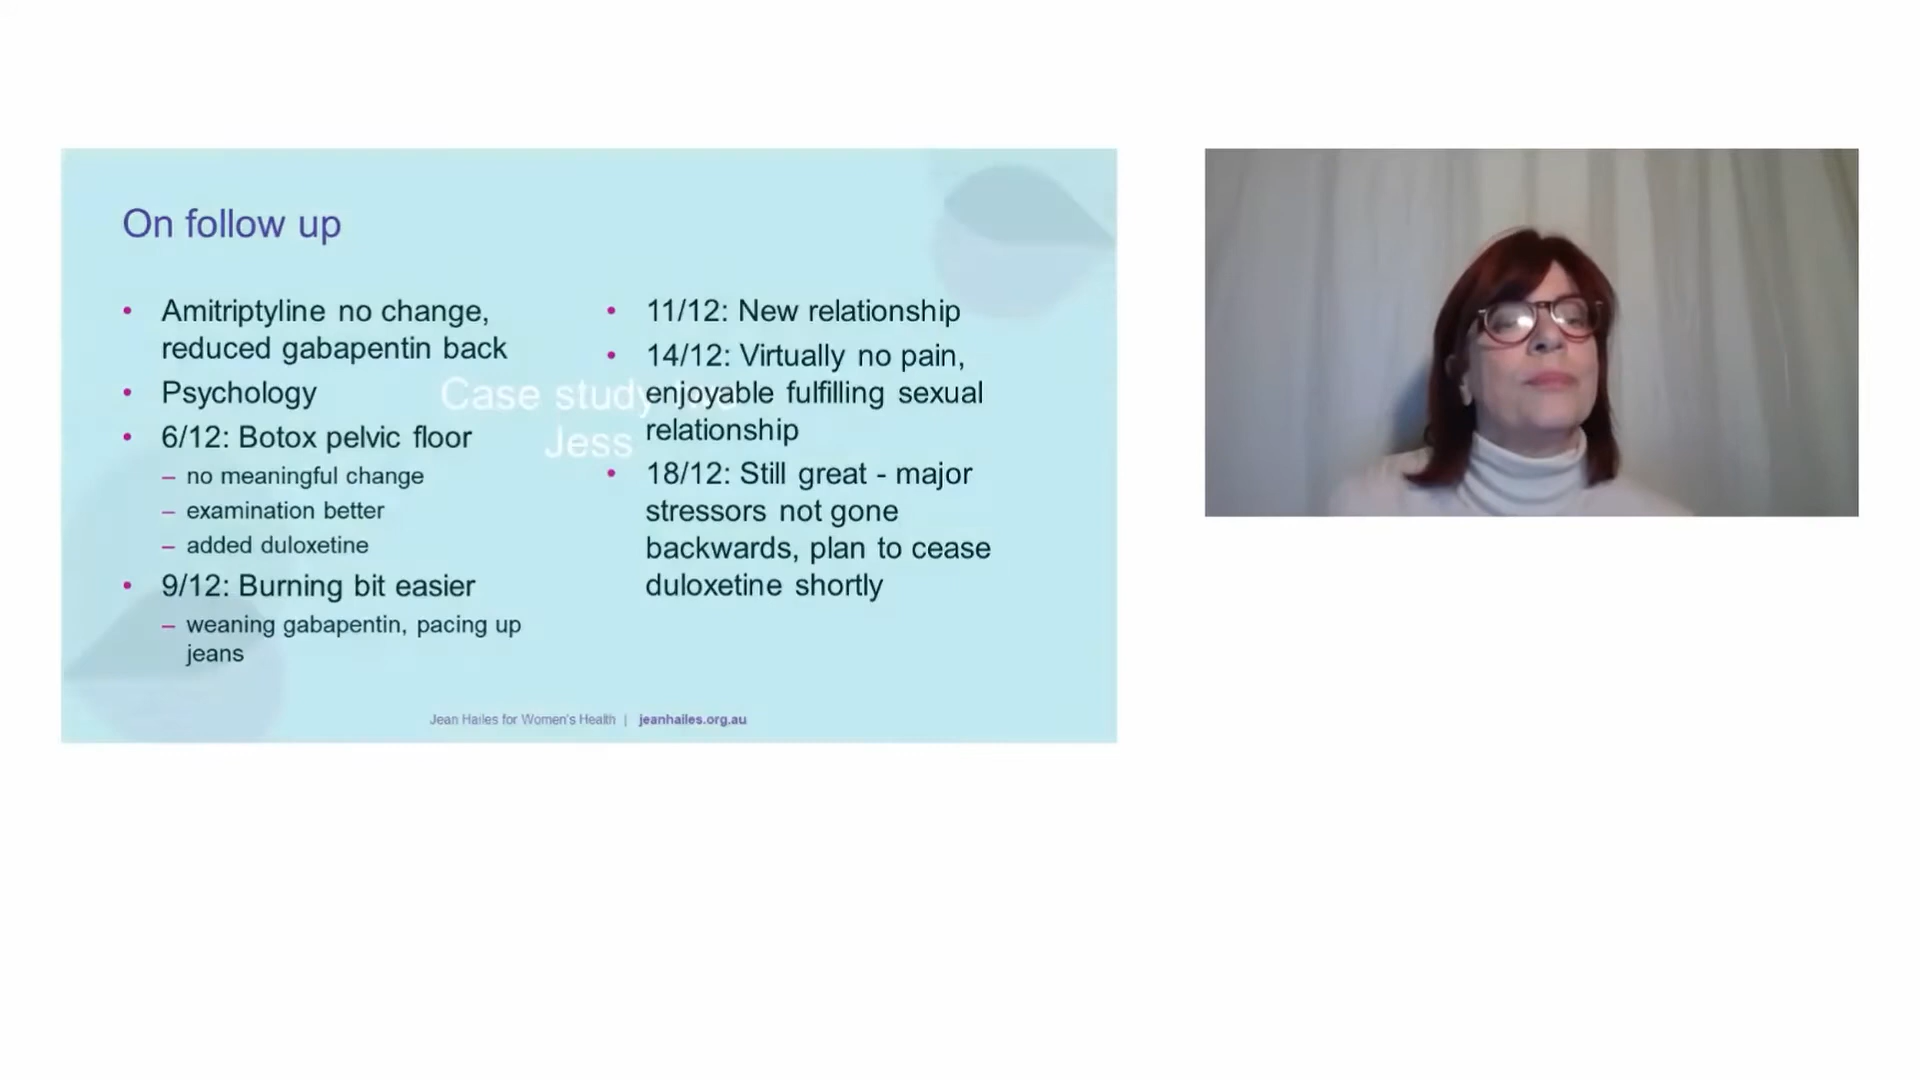 On follow up
• Amitriptyline no change,
reduced gabapentin back
• Psychology
• 6/12: Botox pelvic floor
– no meaningful change
– examination better
– added duloxetine
• 9/12: Burning bit easier
– weaning gabapentin, pacing up
jeans
• 11/12: New relationship
• 14/12: Virtually no pain,
enjoyable fulfilling sexual
relationship
• 18/12: Still great - major
stressors not gone
backwards, plan to cease
duloxetine shortly
Case study
Jess
Jean Hailes for Women's Health | jeanhailes.org.au